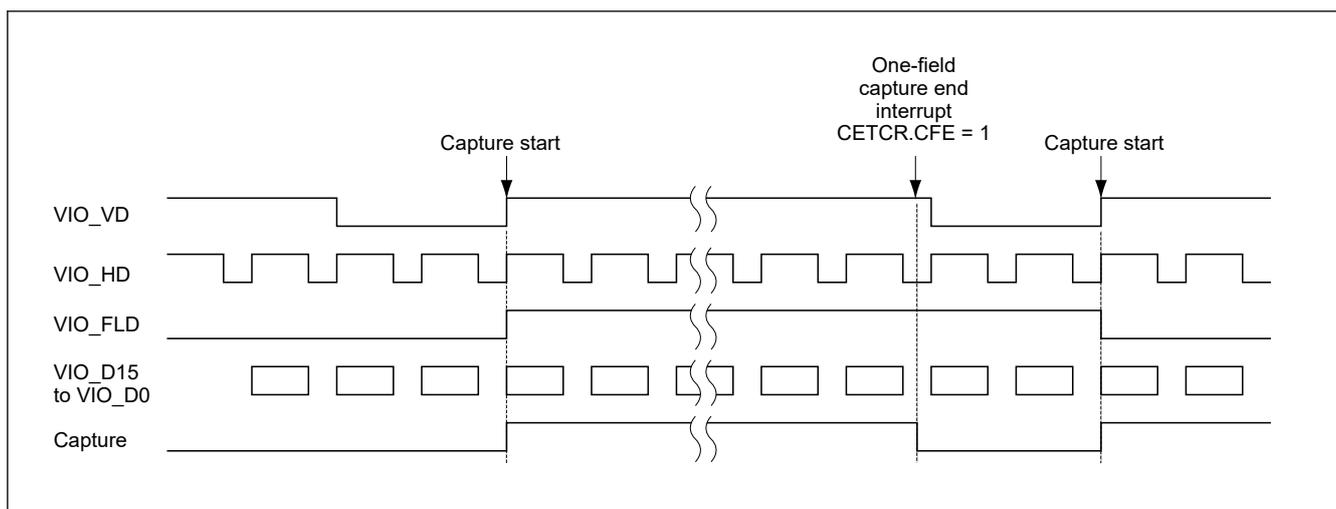 One-field
capture end
interrupt
CETCR.CFE = 1
Capture start
Capture start
VIO_VD
VIO_HD
VIO_FLD
VIO_D15
to VIO_D0
Capture